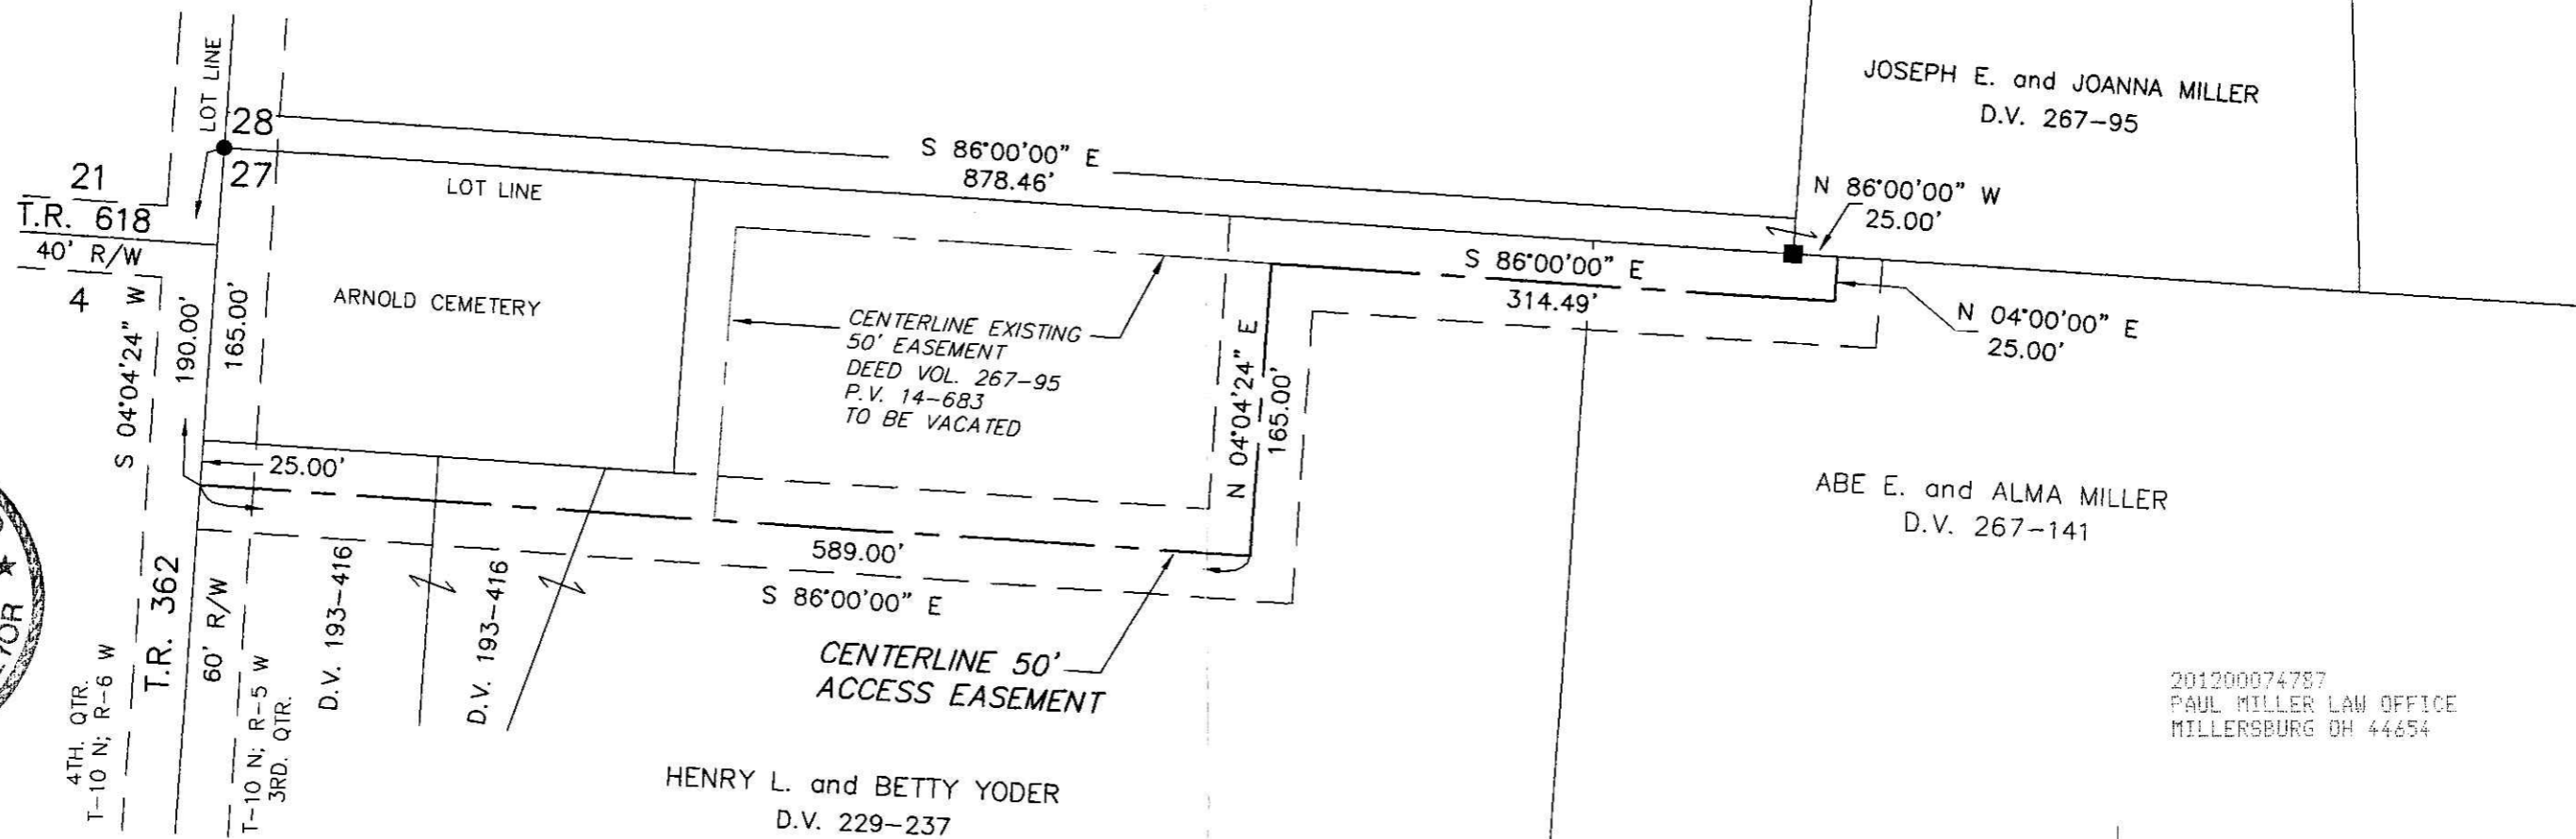 LOT LINE
28
27
21
T.R. 618
40' R/W
4
LOT LINE
S 86°00'00" E
878.46'
JOSEPH E. and JOANNA MILLER
D.V. 267-95
N 86°00'00" W
25.00'
S 86°00'00" E
314.49'
N 04°00'00" E
25.00'
S 04°04'24" W
190.00'
165.00'
ARNOLD CEMETERY
CENTERLINE EXISTING
50' EASEMENT
DEED VOL. 267-95
P.V. 14-683
TO BE VACATED
N 04°04'24" E
165.00'
25.00'
589.00'
S 86°00'00" E
ABE E. and ALMA MILLER
D.V. 267-141
T.R. 362
60' R/W
D.V. 193-416
D.V. 193-416
CENTERLINE 50'
ACCESS EASEMENT
4TH. QTR.
T-10 N; R-6 W
T-10 N; R-5 W
3RD. QTR.
HENRY L. and BETTY YODER
D.V. 229-237
201200074787
PAUL MILLER LAW OFFICE
MILLERSBURG OH 44654